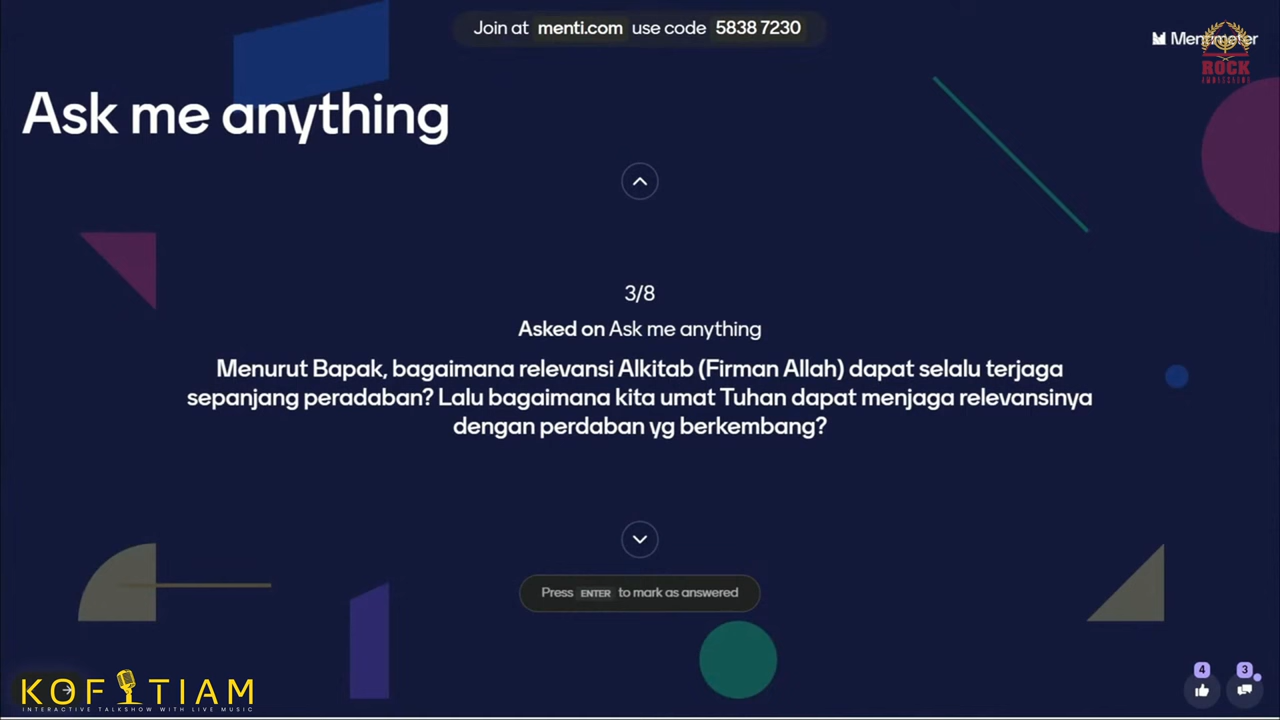 Join at menti.com use code 5838 7230
Mentimeter
ROCK
Ask me anything
3/8
Asked on Ask me anything
Menurut Bapak, bagaimana relevansi Alkitab (Firman Allah) dapat selalu terjaga
sepanjang peradaban? Lalu bagaimana kita umat Tuhan dapat menjaga relevansinya
dengan perdaban yg berkembang?
Press ENTER to mark as answered
4 3
KOFITIAM
INTERACTIVE TALKSHOW WITH LIVE MUSIC